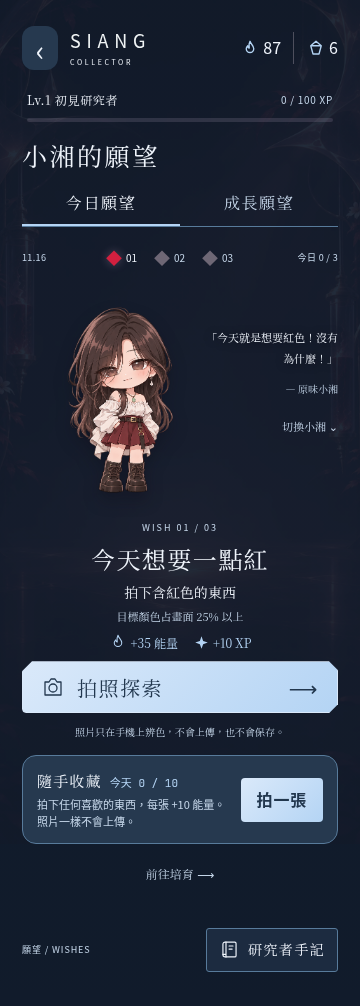 ‹
SIANG
COLLECTOR
87
6
Lv.1 初見研究者
0 / 100 XP
小湘的願望
今日願望
成長願望
11.16
01
02
03
今日 0 / 3
「今天就是想要紅色！沒有
為什麼！」
— 原味小湘
切換小湘 ⌄
WISH 01 / 03
今天想要一點紅
拍下含紅色的東西
目標顏色占畫面 25% 以上
+35 能量
+10 XP
拍照探索 ⟶
照片只在手機上辨色，不會上傳，也不會保存。
隨手收藏 今天 0 / 10
拍下任何喜歡的東西，每張 +10 能量。
照片一樣不會上傳。
拍一張
前往培育 ⟶
願望 / WISHES
研究者手記